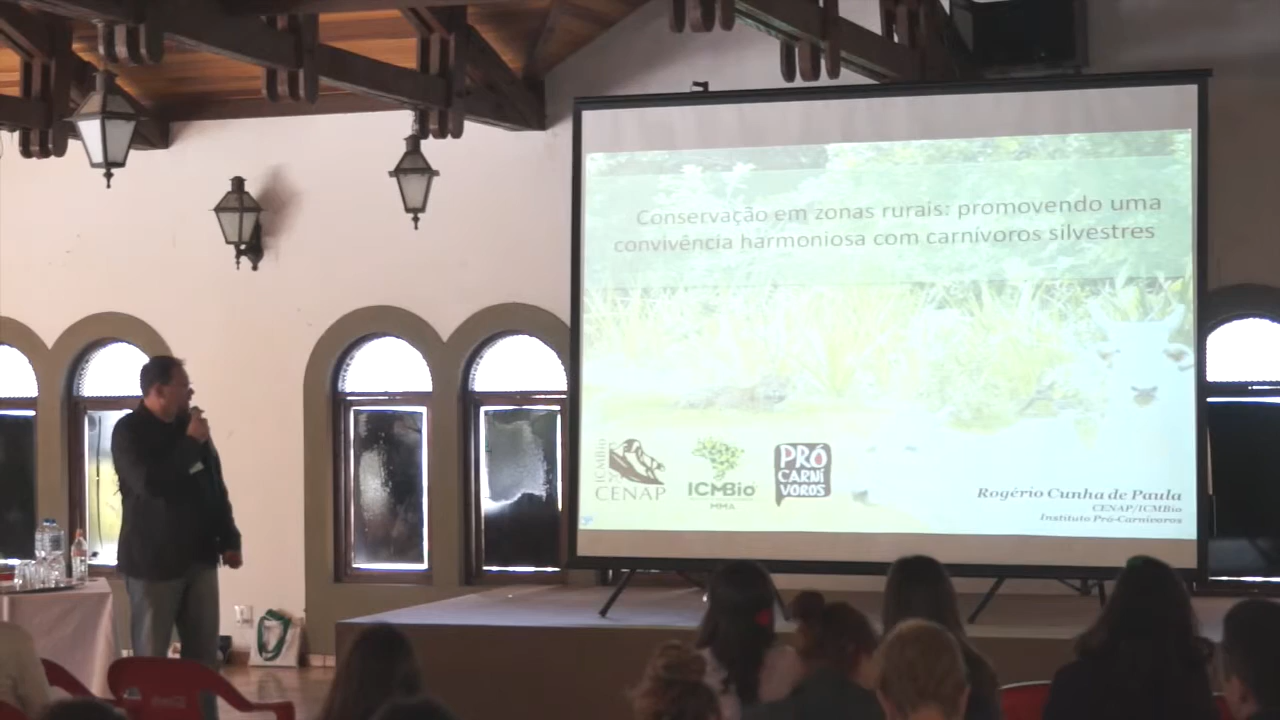 Conservação em zonas rurais: promovendo uma
convivência harmoniosa com carnívoros silvestres
ICMBio
CENAP
ICMBio
MMA
PRÓ
CARNÍ
VOROS
Rogério Cunha de Paula
CENAP/ICMBio
Instituto Pró-Carnívoros